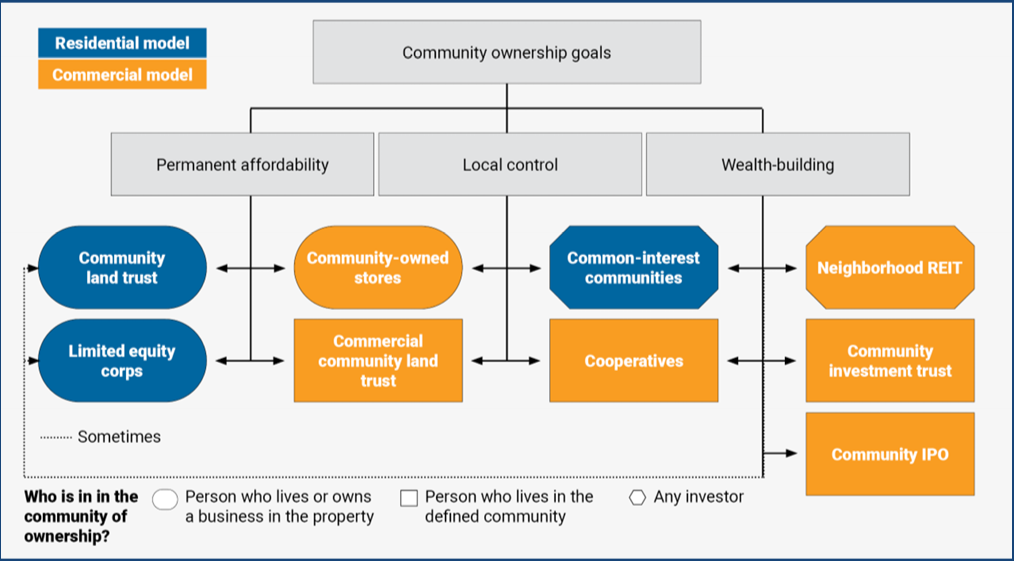 Residential model
Commercial model
Community ownership goals
Permanent affordability
Local control
Wealth-building
Community
land trust
Community-owned
stores
Common-interest
communities
Neighborhood REIT
Limited equity
corps
Commercial
community land
trust
Cooperatives
Community
investment trust
Community IPO
Sometimes
Who is in in the
community of
ownership?
Person who lives or owns
a business in the property
Person who lives in the
defined community
Any investor